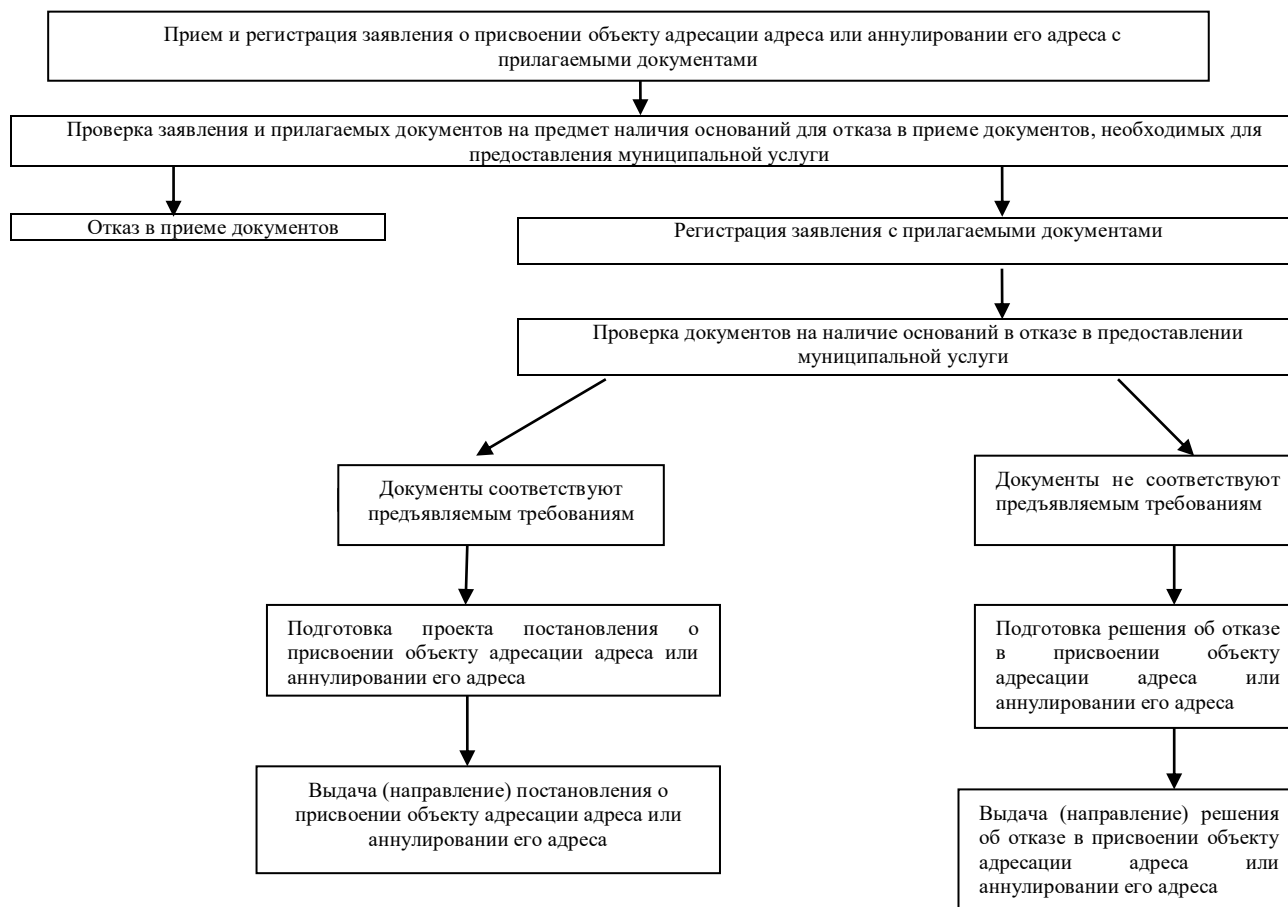 Прием и регистрация заявления о присвоении объекту адресации адреса или аннулировании его адреса с
прилагаемыми документами
Проверка заявления и прилагаемых документов на предмет наличия оснований для отказа в приеме документов, необходимых для
предоставления муниципальной услуги
Отказ в приеме документов
Регистрация заявления с прилагаемыми документами
Проверка документов на наличие оснований в отказе в предоставлении
муниципальной услуги
Документы соответствуют
предъявляемым требованиям
Документы не соответствуют
предъявляемым требованиям
Подготовка проекта постановления о
присвоении объекту адресации адреса или
аннулировании его адреса
Подготовка решения об отказе
в присвоении объекту
адресации адреса или
аннулировании его адреса
Выдача (направление) постановления о
присвоении объекту адресации адреса или
аннулировании его адреса
Выдача (направление) решения
об отказе в присвоении объекту
адресации адреса или
аннулировании его адреса